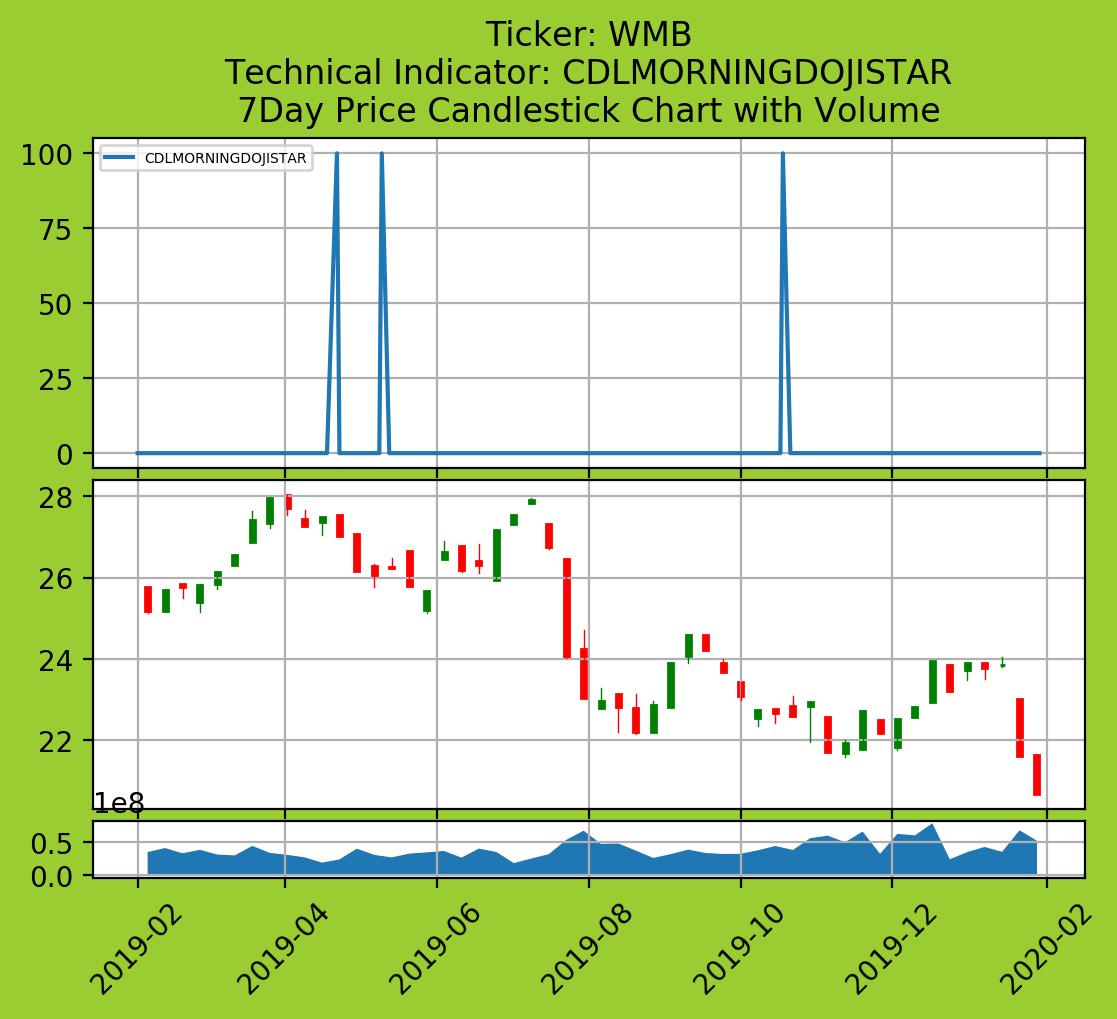 Ticker: WMB
Technical Indicator: CDLMORNINGDOJISTAR
7Day Price Candlestick Chart with Volume
CDLMORNINGDOJISTAR
100
75
50
25
0
28
26
24
22
1e8
0.5
0.0
2019-02 2019-04 2019-06 2019-08 2019-10 2019-12 2020-02